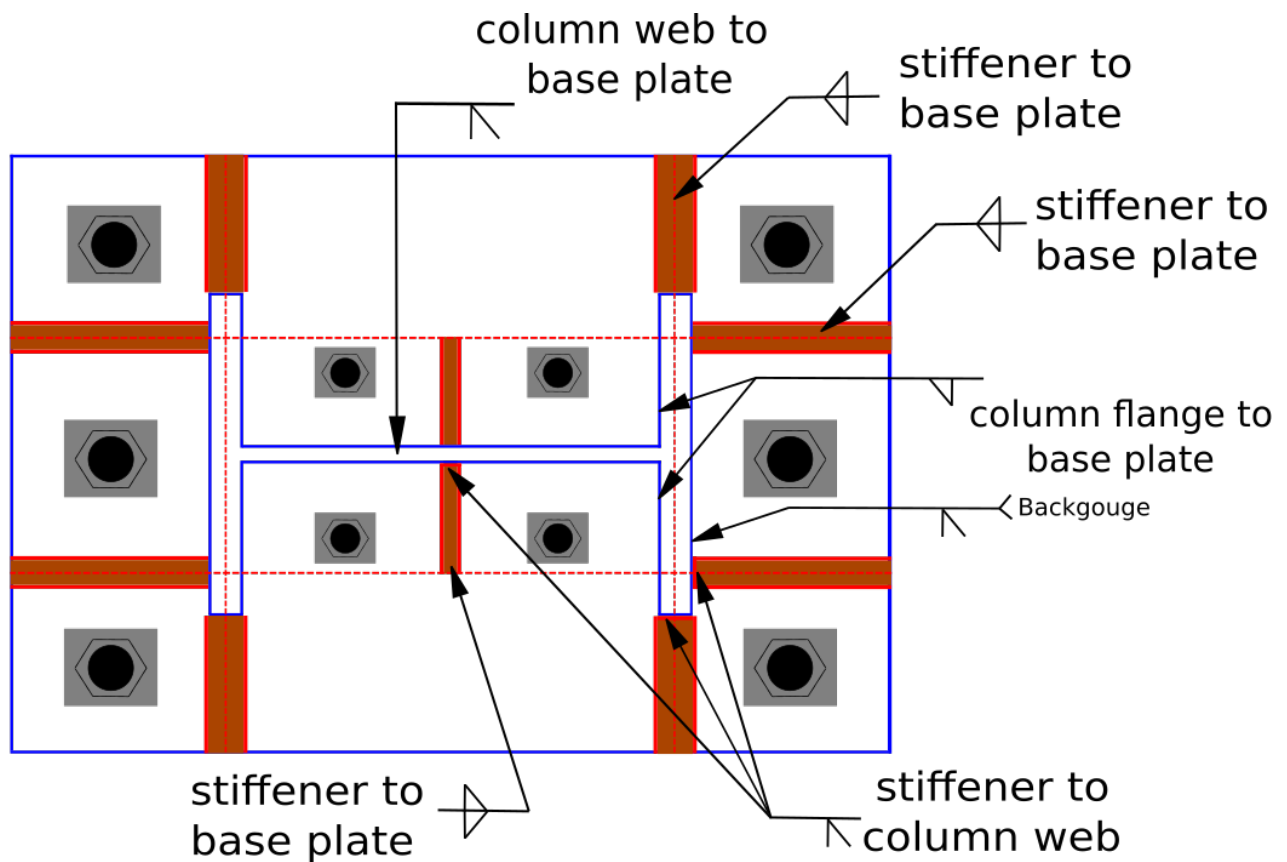 column web to
base plate
stiffener to
base plate
stiffener to
base plate
column flange to
base plate
Backgouge
stiffener to
base plate
stiffener to
column web